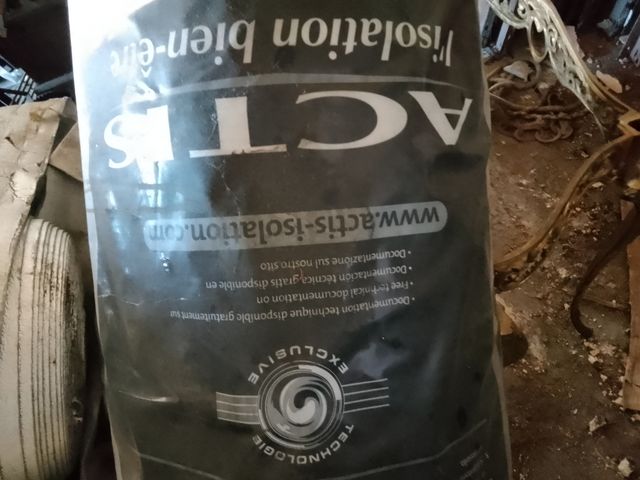 TECHNOLOGIE
EXCLUSIVE
• Documentation technique disponible gratuitement sur
• Free technical documentation on
• Documentación técnica gratis disponible en
• Documentazione sul nostro sito
www.actis-isolation.com
ACTIS
l'isolation bien-être